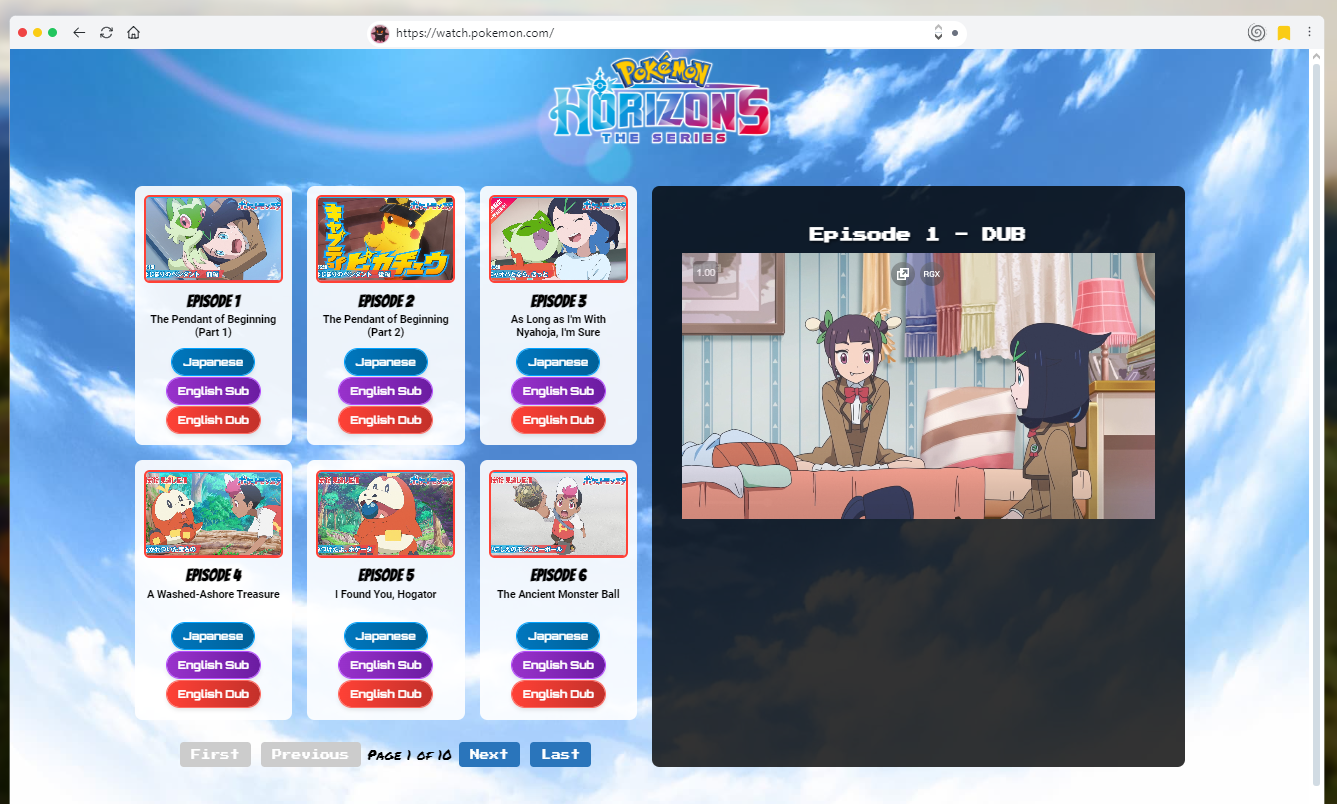 https://watch.pokemon.com/
POKÉMON
HORIZONS
THE SERIES
EPISODE 1
The Pendant of Beginning
(Part 1)
Japanese
English Sub
English Dub
キャプテン
ピカチュウ
EPISODE 2
The Pendant of Beginning
(Part 2)
Japanese
English Sub
English Dub
EPISODE 3
As Long as I'm With
Nyahoja, I'm Sure
Japanese
English Sub
English Dub
EPISODE 4
A Washed-Ashore Treasure
Japanese
English Sub
English Dub
EPISODE 5
I Found You, Hogator
Japanese
English Sub
English Dub
EPISODE 6
The Ancient Monster Ball
Japanese
English Sub
English Dub
First
Previous
Page 1 of 10
Next
Last
Episode 1 - DUB
1.00
RGX